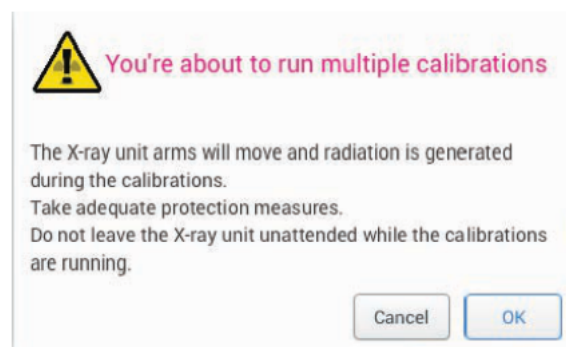 You're about to run multiple calibrations
The X-ray unit arms will move and radiation is generated
during the calibrations.
Take adequate protection measures.
Do not leave the X-ray unit unattended while the calibrations
are running.
Cancel
OK